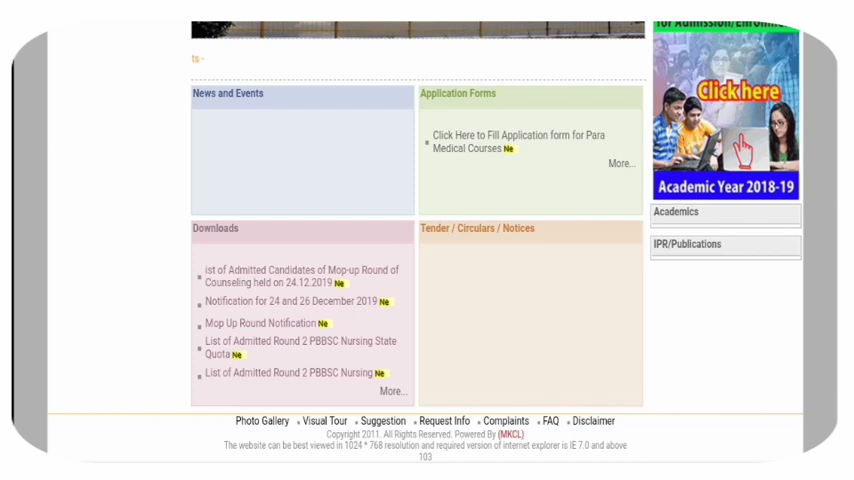 for Admission/Enrollme
ts -
News and Events
Application Forms
Click Here to Fill Application form for Para
Medical Courses Ne
More...
Click here
Academic Year 2018-19
Academics
IPR/Publications
Downloads
ist of Admitted Candidates of Mop-up Round of
Counseling held on 24.12.2019 Ne
Notification for 24 and 26 December 2019 Ne
Mop Up Round Notification Ne
List of Admitted Round 2 PBBSC Nursing State
Quota Ne
List of Admitted Round 2 PBBSC Nursing Ne
More...
Tender / Circulars / Notices
Photo Gallery Visual Tour Suggestion Request Info Complaints FAQ Disclaimer
Copyright 2011. All Rights Reserved. Powered By (MKCL)
The website can be best viewed in 1024 * 768 resolution and required version of internet explorer is IE 7.0 and above
103